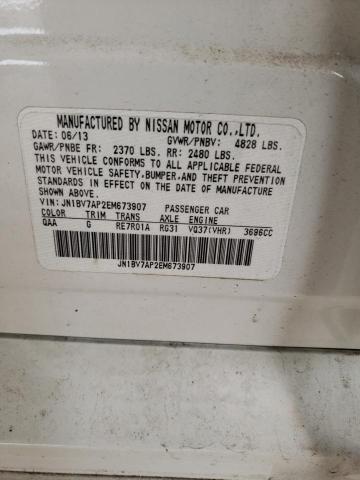 MANUFACTURED BY NISSAN MOTOR CO.,LTD.
DATE: 06/13 GVWR/PNBV: 4828 LBS.
GAWR/PNBE FR: 2370 LBS. RR: 2480 LBS.
THIS VEHICLE CONFORMS TO ALL APPLICABLE FEDERAL
MOTOR VEHICLE SAFETY,BUMPER,AND THEFT PREVENTION
STANDARDS IN EFFECT ON THE DATE OF MANUFACTURE
SHOWN ABOVE.
VIN: JN1BV7AP2EM673907 PASSENGER CAR
COLOR TRIM TRANS AXLE ENGINE
QAA G RE7R01A RG31 VQ37(VHR) 3696CC
JN1BV7AP2EM673907